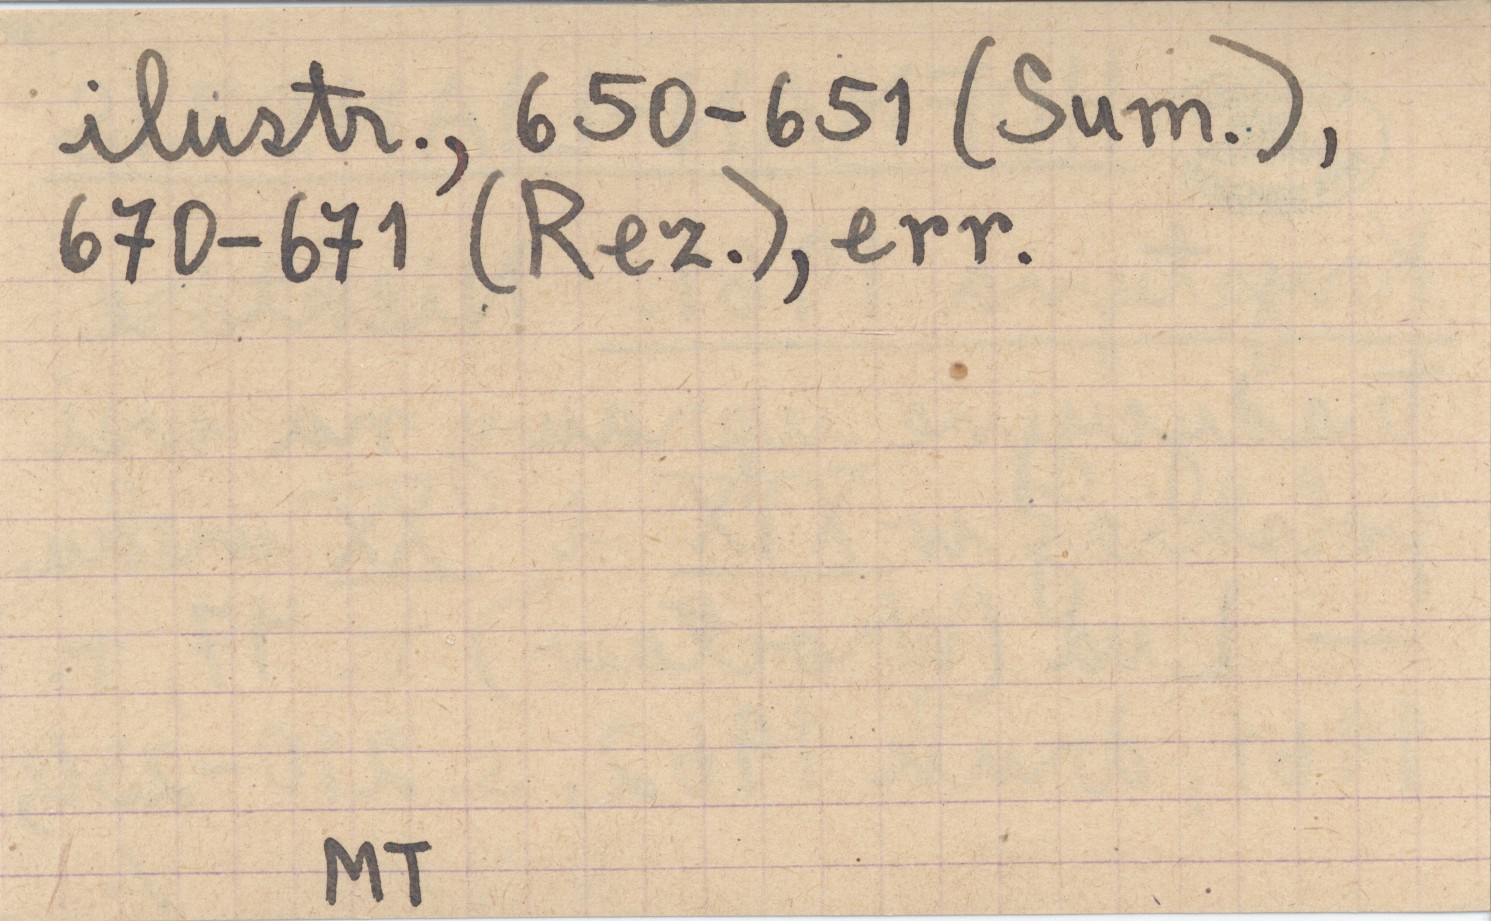 ilustr., 650-651 (Sum.),
670-671 (Rez.), err.
MT